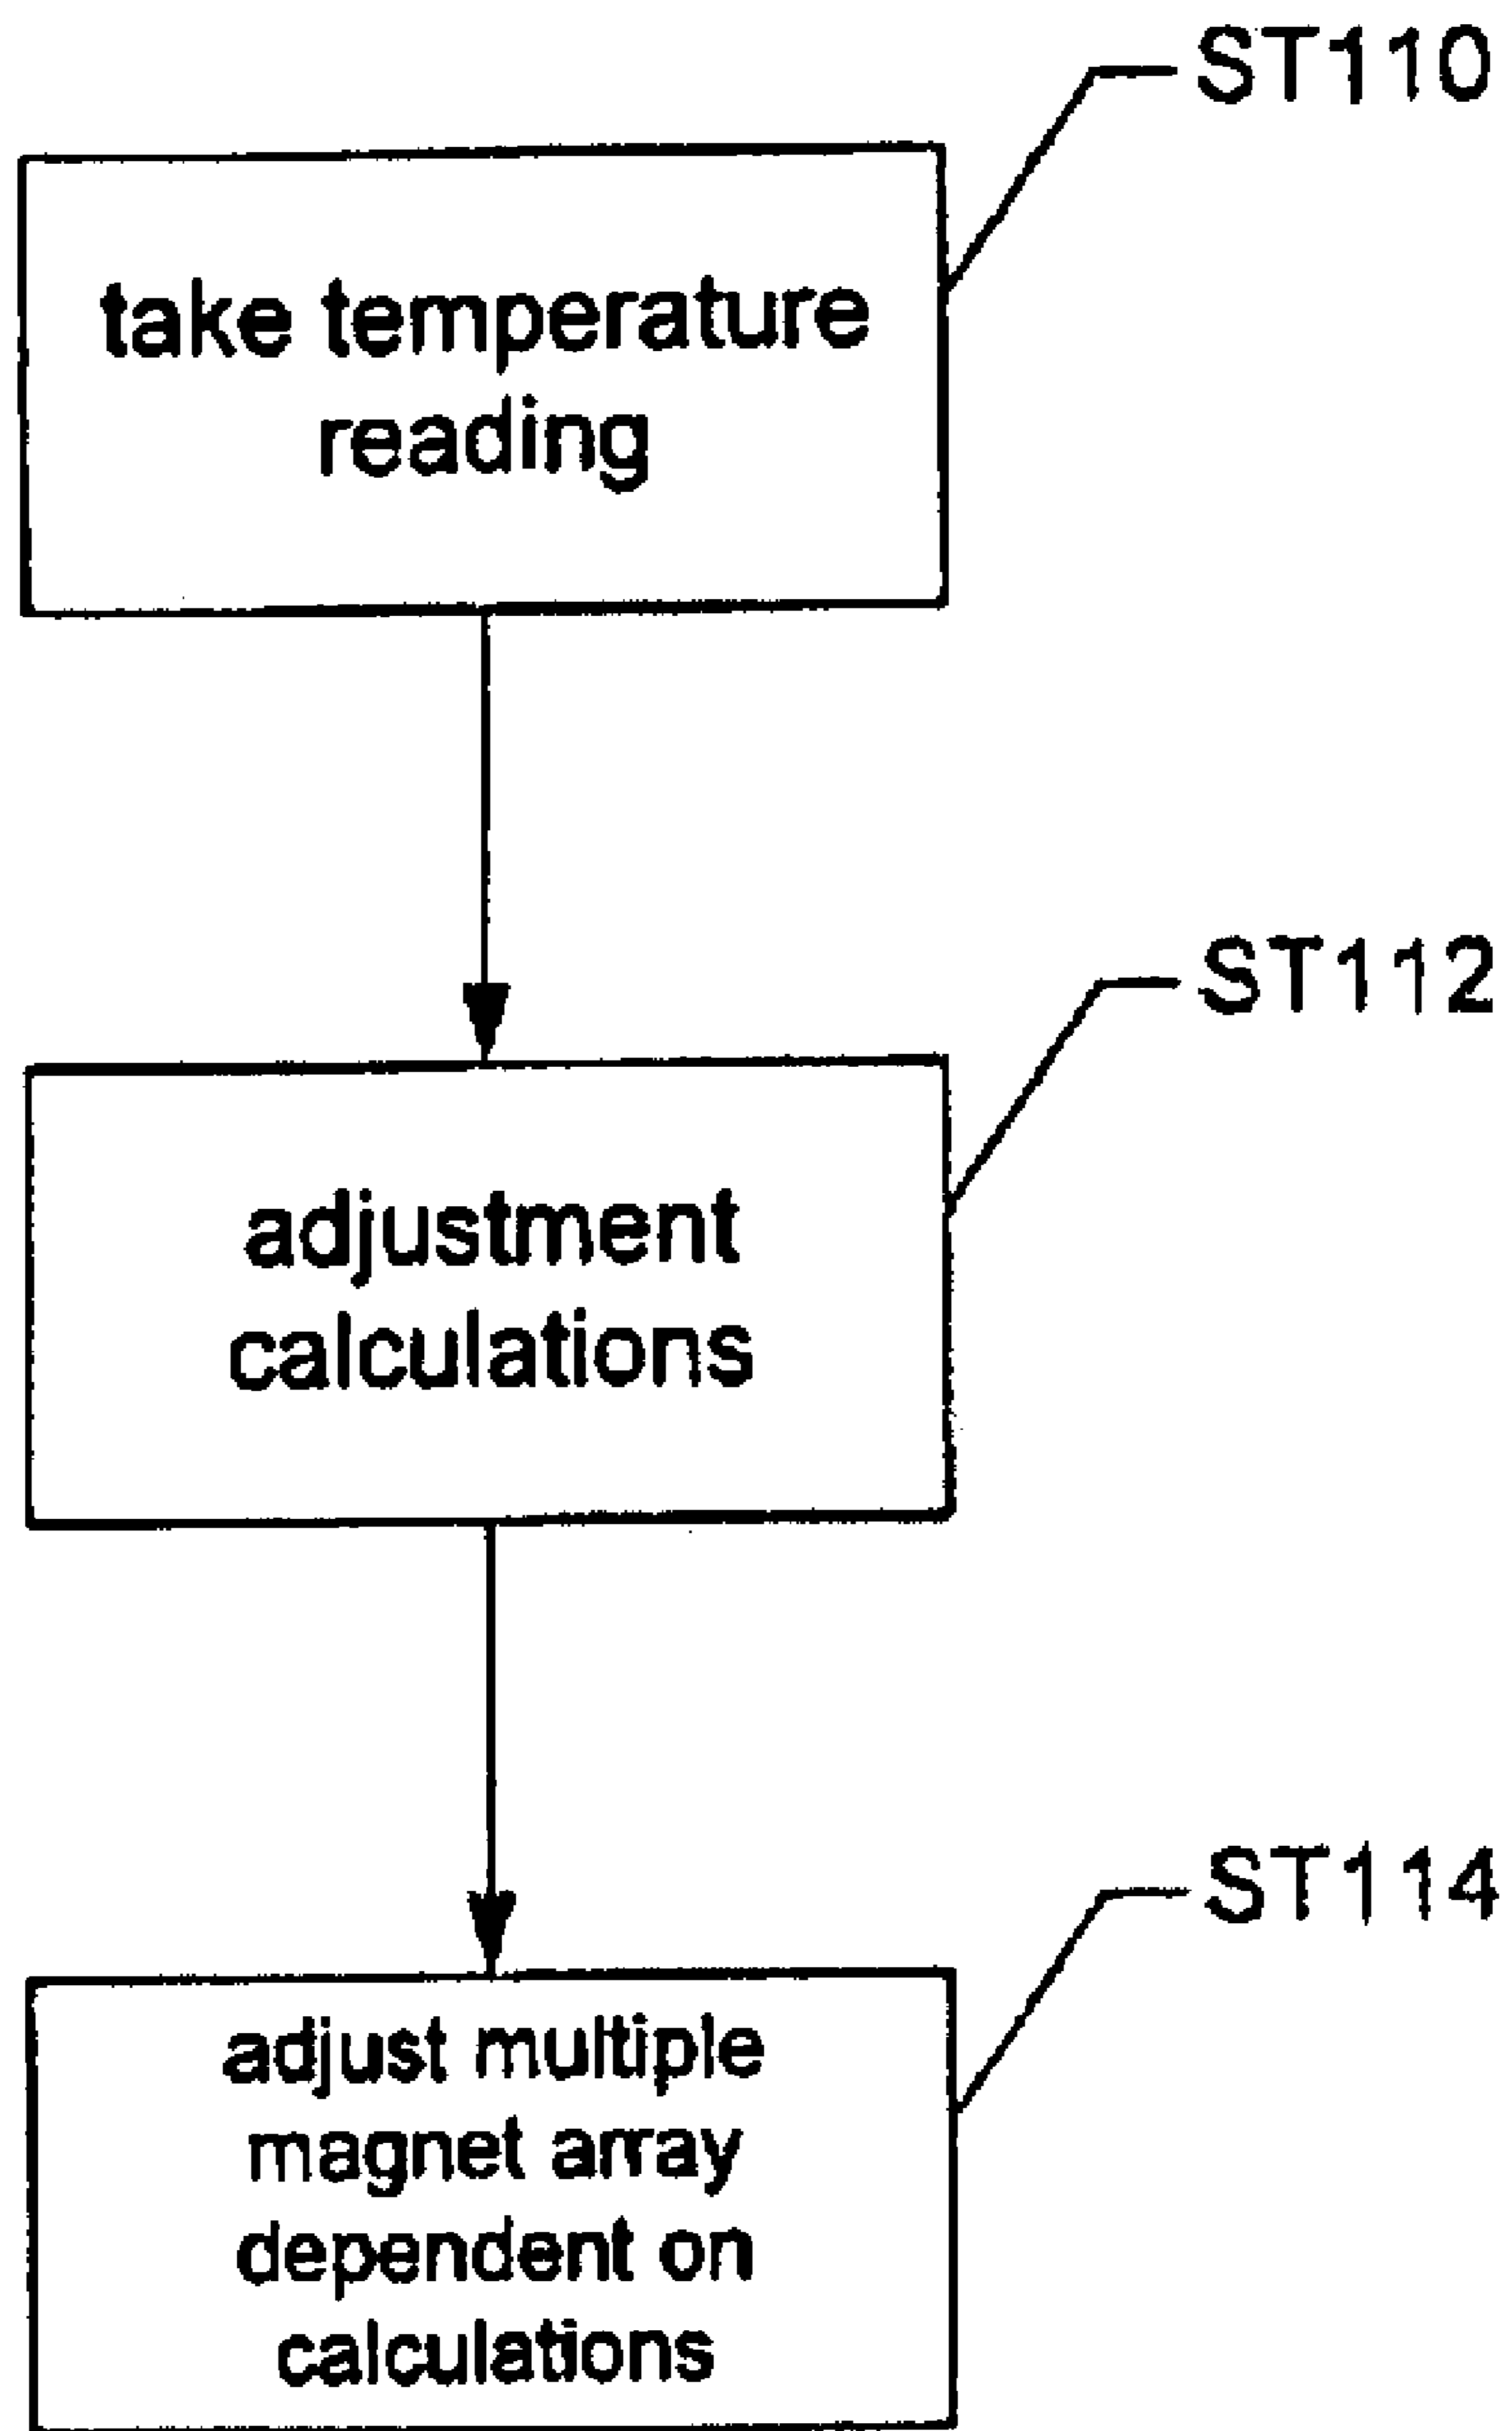 ST110
take temperature
reading
ST112
adjustment
calculations
ST114
adjust multiple
magnet array
dependent on
calculations